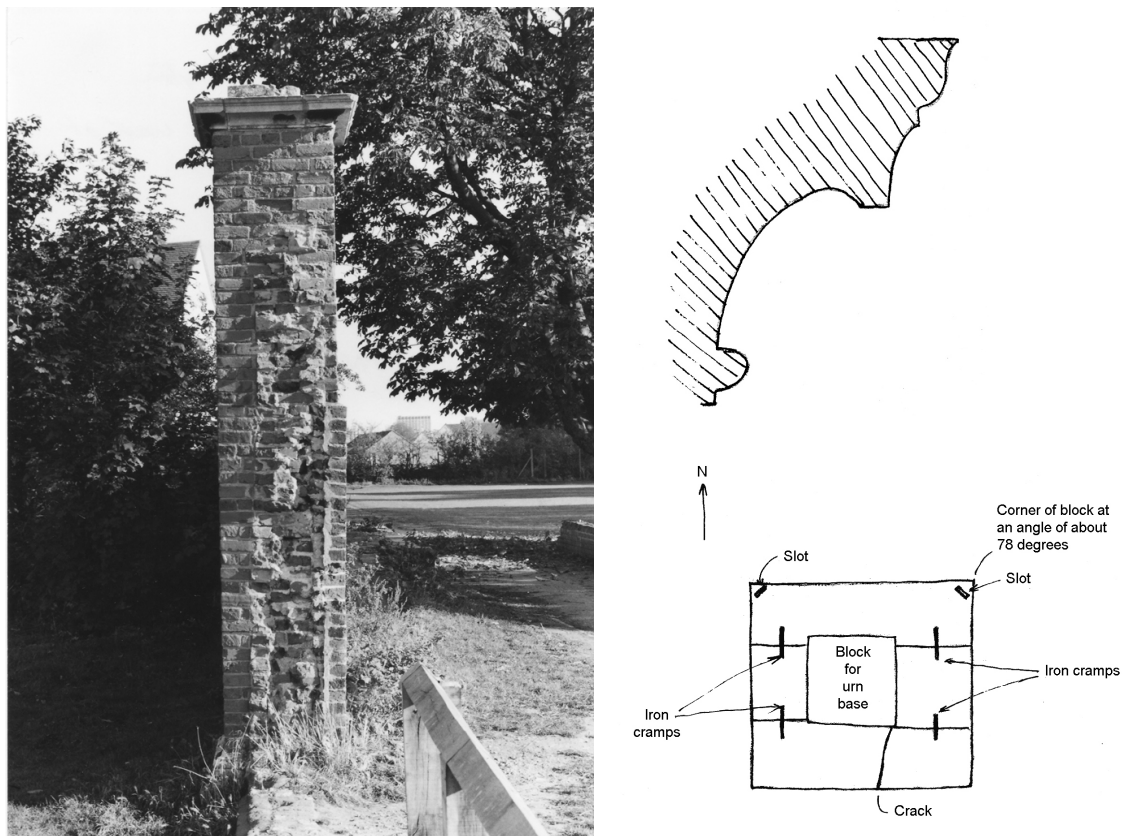 N
Corner of block at
an angle of about
78 degrees
Slot
Slot
Block
for
urn
base
Iron cramps
Iron
cramps
Crack